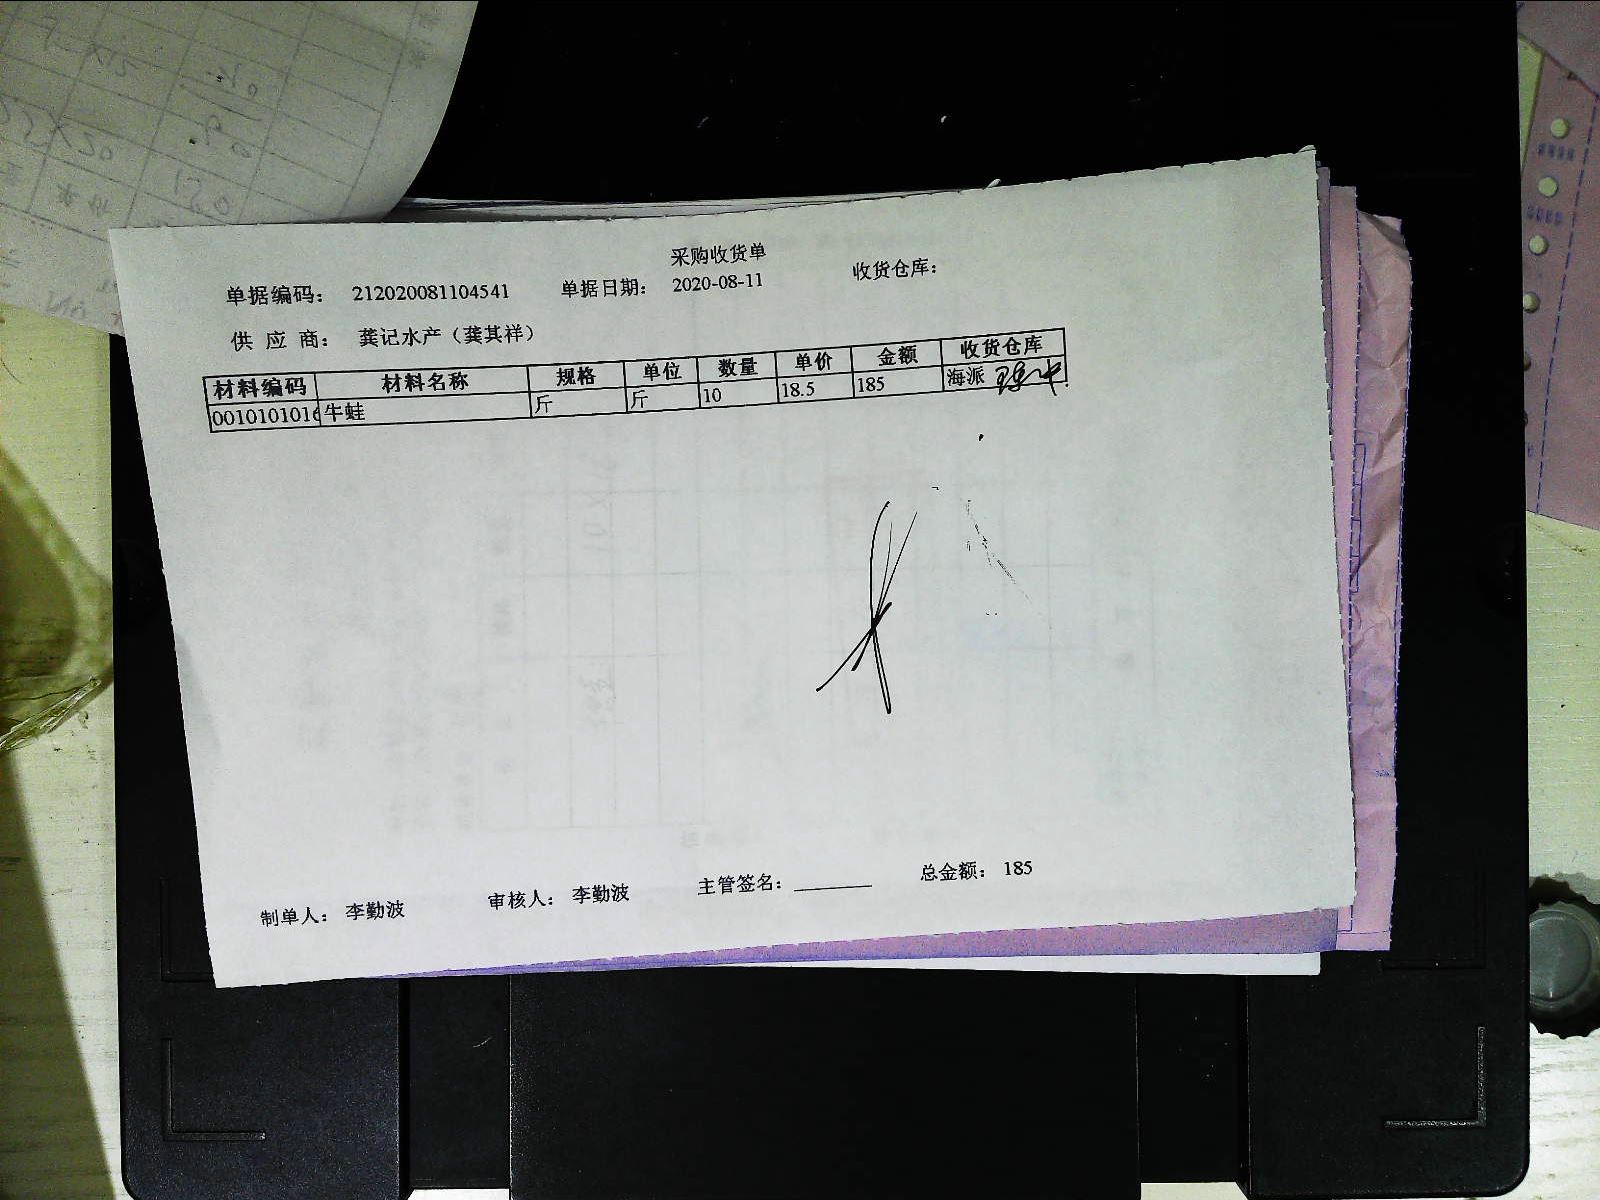 采购收货单
单据编码： 212020081104541 单据日期： 2020-08-11 收货仓库：
供 应 商： 龚记水产（龚其祥）
材料编码 材料名称 规格 单位 数量 单价 金额 收货仓库
0010101016 牛蛙 斤 斤 10 18.5 185 海派
制单人： 李勤波 审核人： 李勤波 主管签名：________ 总金额： 185